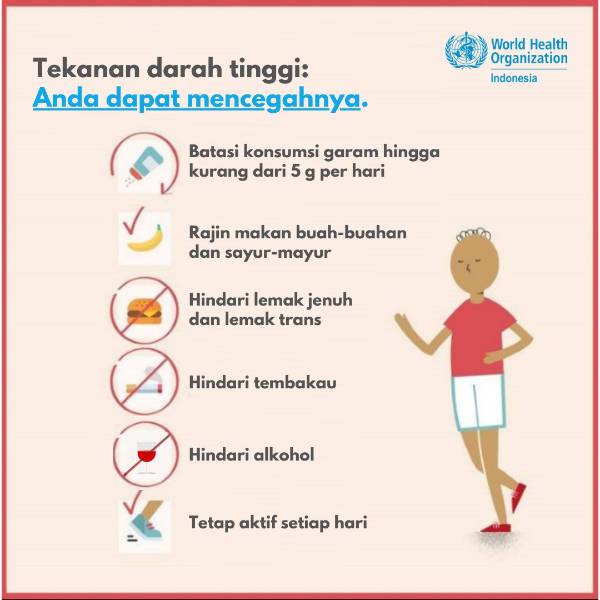 Tekanan darah tinggi:
Anda dapat mencegahnya.
World Health
Organization
Indonesia
Batasi konsumsi garam hingga
kurang dari 5 g per hari
Rajin makan buah-buahan
dan sayur-mayur
Hindari lemak jenuh
dan lemak trans
Hindari tembakau
Hindari alkohol
Tetap aktif setiap hari